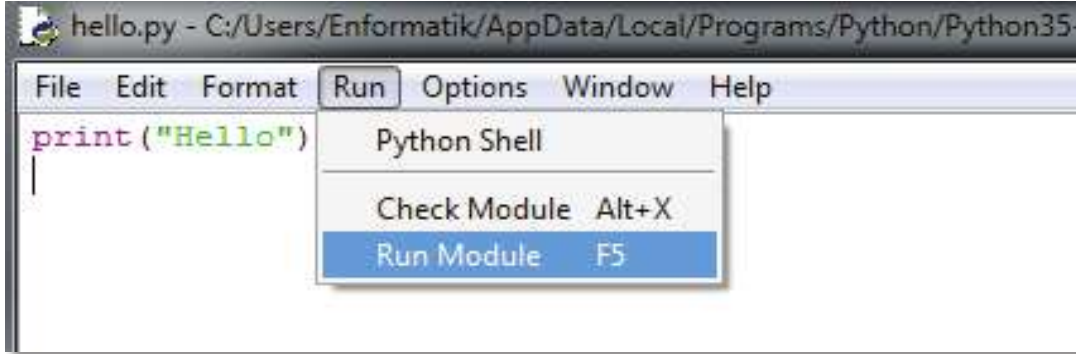 hello.py - C:/Users/Enformatik/AppData/Local/Programs/Python/Python35-
File Edit Format Run Options Window Help
print("Hello")
Python Shell
Check Module Alt+X
Run Module F5